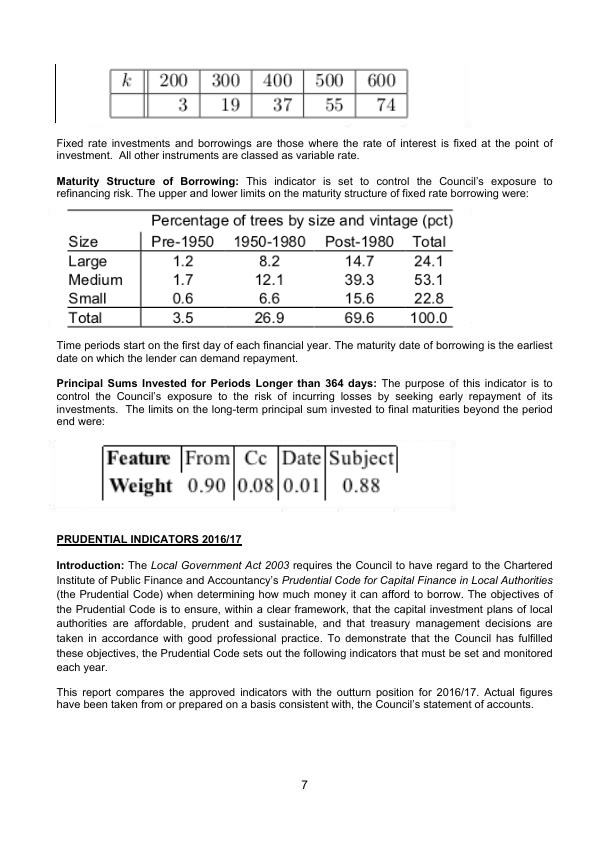 k 200 300 400 500 600
3 19 37 55 74
Fixed rate investments and borrowings are those where the rate of interest is fixed at the point of
investment. All other instruments are classed as variable rate.
Maturity Structure of Borrowing: This indicator is set to control the Council's exposure to
refinancing risk. The upper and lower limits on the maturity structure of fixed rate borrowing were:
Percentage of trees by size and vintage (pct)
Size Pre-1950 1950-1980 Post-1980 Total
Large 1.2 8.2 14.7 24.1
Medium 1.7 12.1 39.3 53.1
Small 0.6 6.6 15.6 22.8
Total 3.5 26.9 69.6 100.0
Time periods start on the first day of each financial year. The maturity date of borrowing is the earliest
date on which the lender can demand repayment.
Principal Sums Invested for Periods Longer than 364 days: The purpose of this indicator is to
control the Council's exposure to the risk of incurring losses by seeking early repayment of its
investments. The limits on the long-term principal sum invested to final maturities beyond the period
end were:
Feature From Cc Date Subject
Weight 0.90 0.08 0.01 0.88
PRUDENTIAL INDICATORS 2016/17
Introduction: The Local Government Act 2003 requires the Council to have regard to the Chartered
Institute of Public Finance and Accountancy's Prudential Code for Capital Finance in Local Authorities
(the Prudential Code) when determining how much money it can afford to borrow. The objectives of
the Prudential Code is to ensure, within a clear framework, that the capital investment plans of local
authorities are affordable, prudent and sustainable, and that treasury management decisions are
taken in accordance with good professional practice. To demonstrate that the Council has fulfilled
these objectives, the Prudential Code sets out the following indicators that must be set and monitored
each year.
This report compares the approved indicators with the outturn position for 2016/17. Actual figures
have been taken from or prepared on a basis consistent with, the Council's statement of accounts.
7